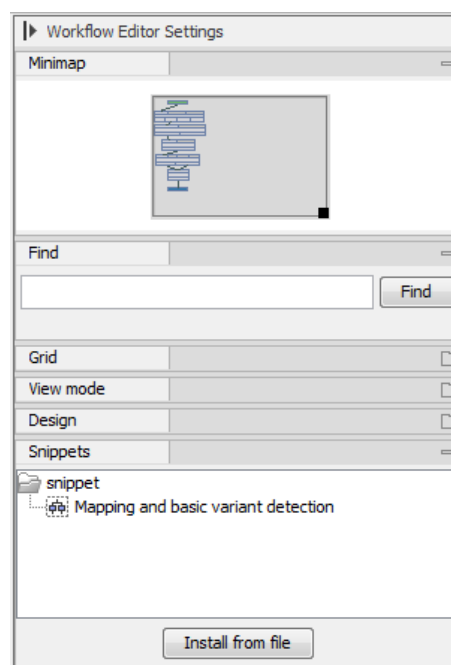 Workflow Editor Settings
Minimap
Find
Find
Grid
View mode
Design
Snippets
snippet
Mapping and basic variant detection
Install from file